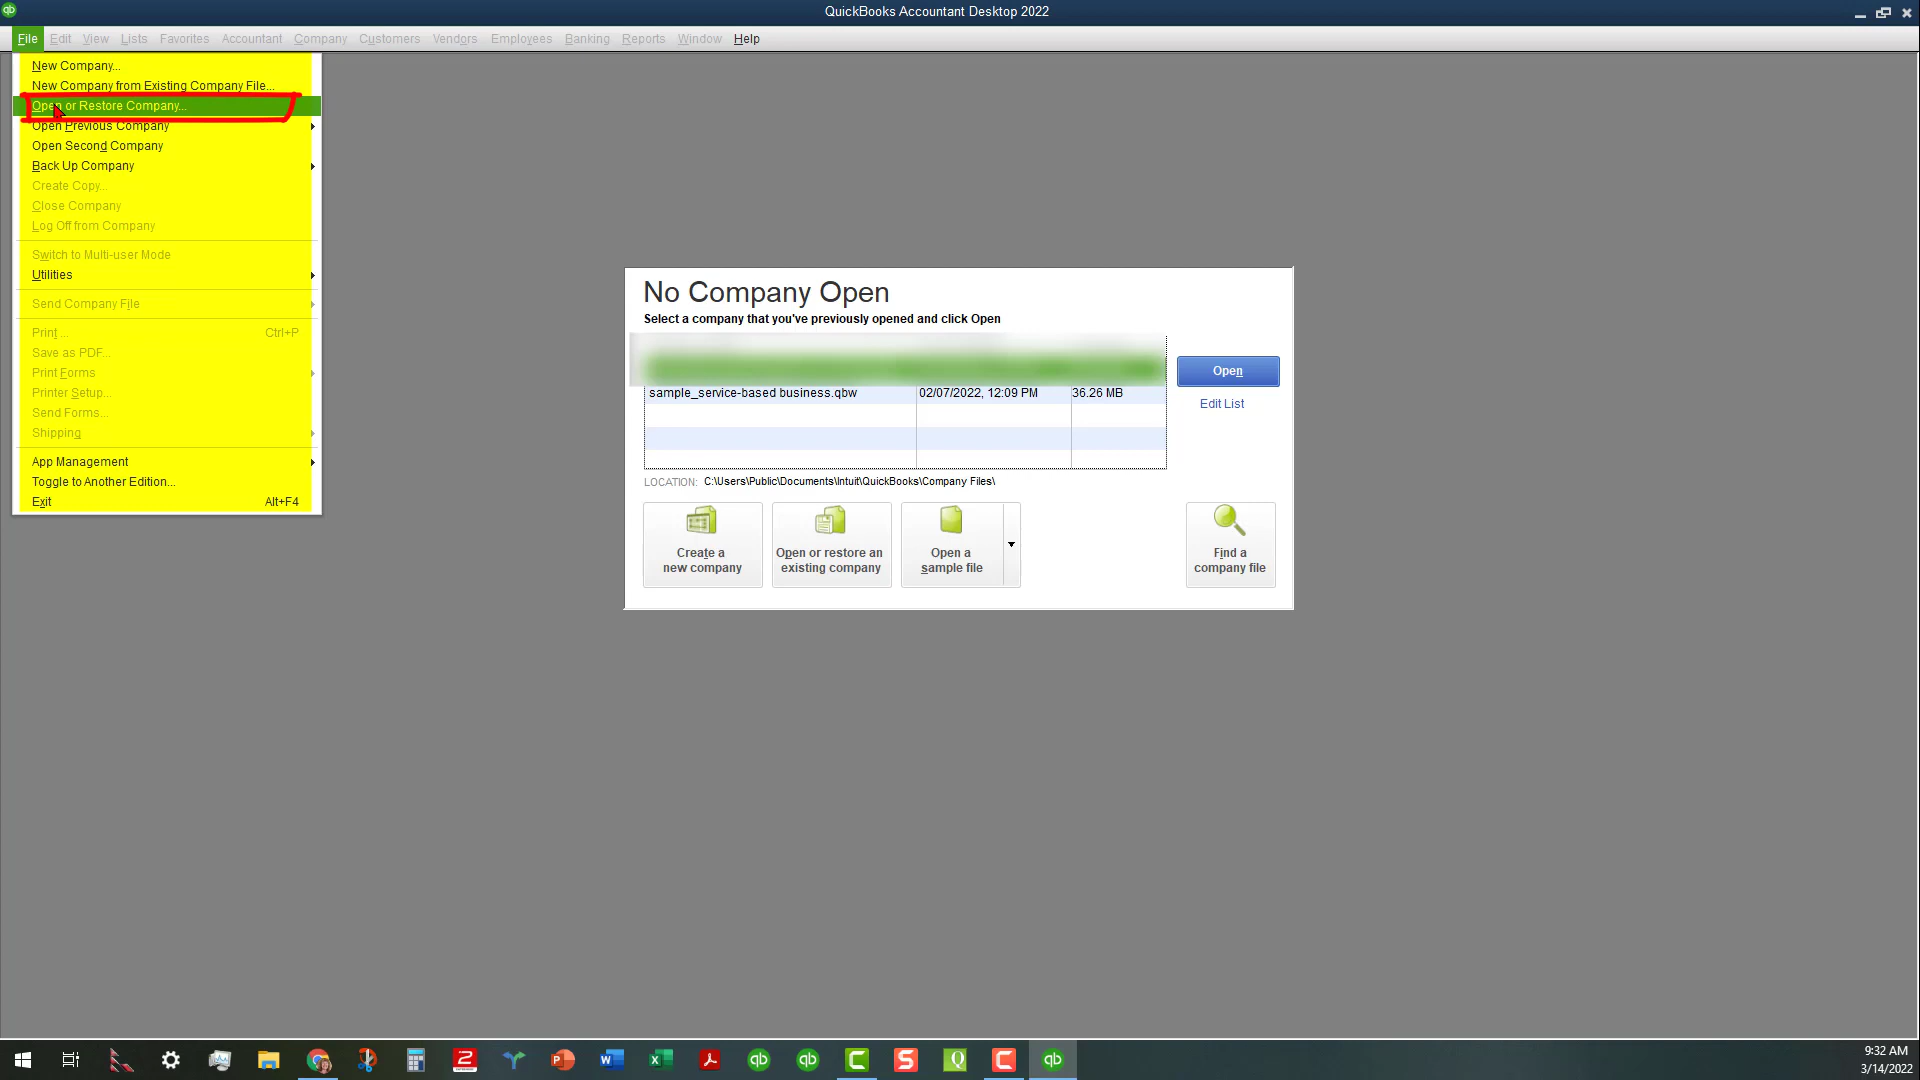 QuickBooks Accountant Desktop 2022
File Edit View Lists Favorites Accountant Company Customers Vendors Employees Banking Reports Window Help
New Company...
New Company from Existing Company File...
Open or Restore Company...
Open Previous Company
Open Second Company
Back Up Company
Create Copy...
Close Company
Log Off from Company
Switch to Multi-user Mode
Utilities
Send Company File
Print ... Ctrl+P
Save as PDF...
Print Forms
Printer Setup...
Send Forms...
Shipping
App Management
Toggle to Another Edition...
Exit Alt+F4
No Company Open
Select a company that you've previously opened and click Open
Open
sample_service-based business.qbw 02/07/2022, 12:09 PM 36.26 MB
Edit List
LOCATION: C:\Users\Public\Documents\Intuit\QuickBooks\Company Files\
Create a
new company
Open or restore an
existing company
Open a
sample file
Find a
company file
9:32 AM
3/14/2022